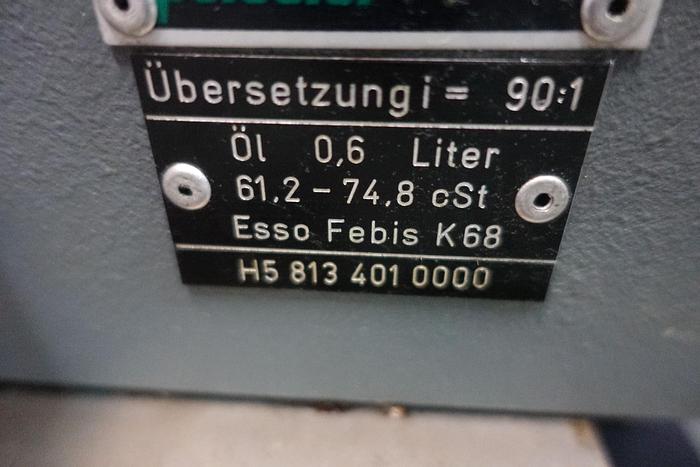 Übersetzung i = 90:1
Öl 0,6 Liter
61,2 – 74,8 cSt
Esso Febis K68
H5 813 401 0000